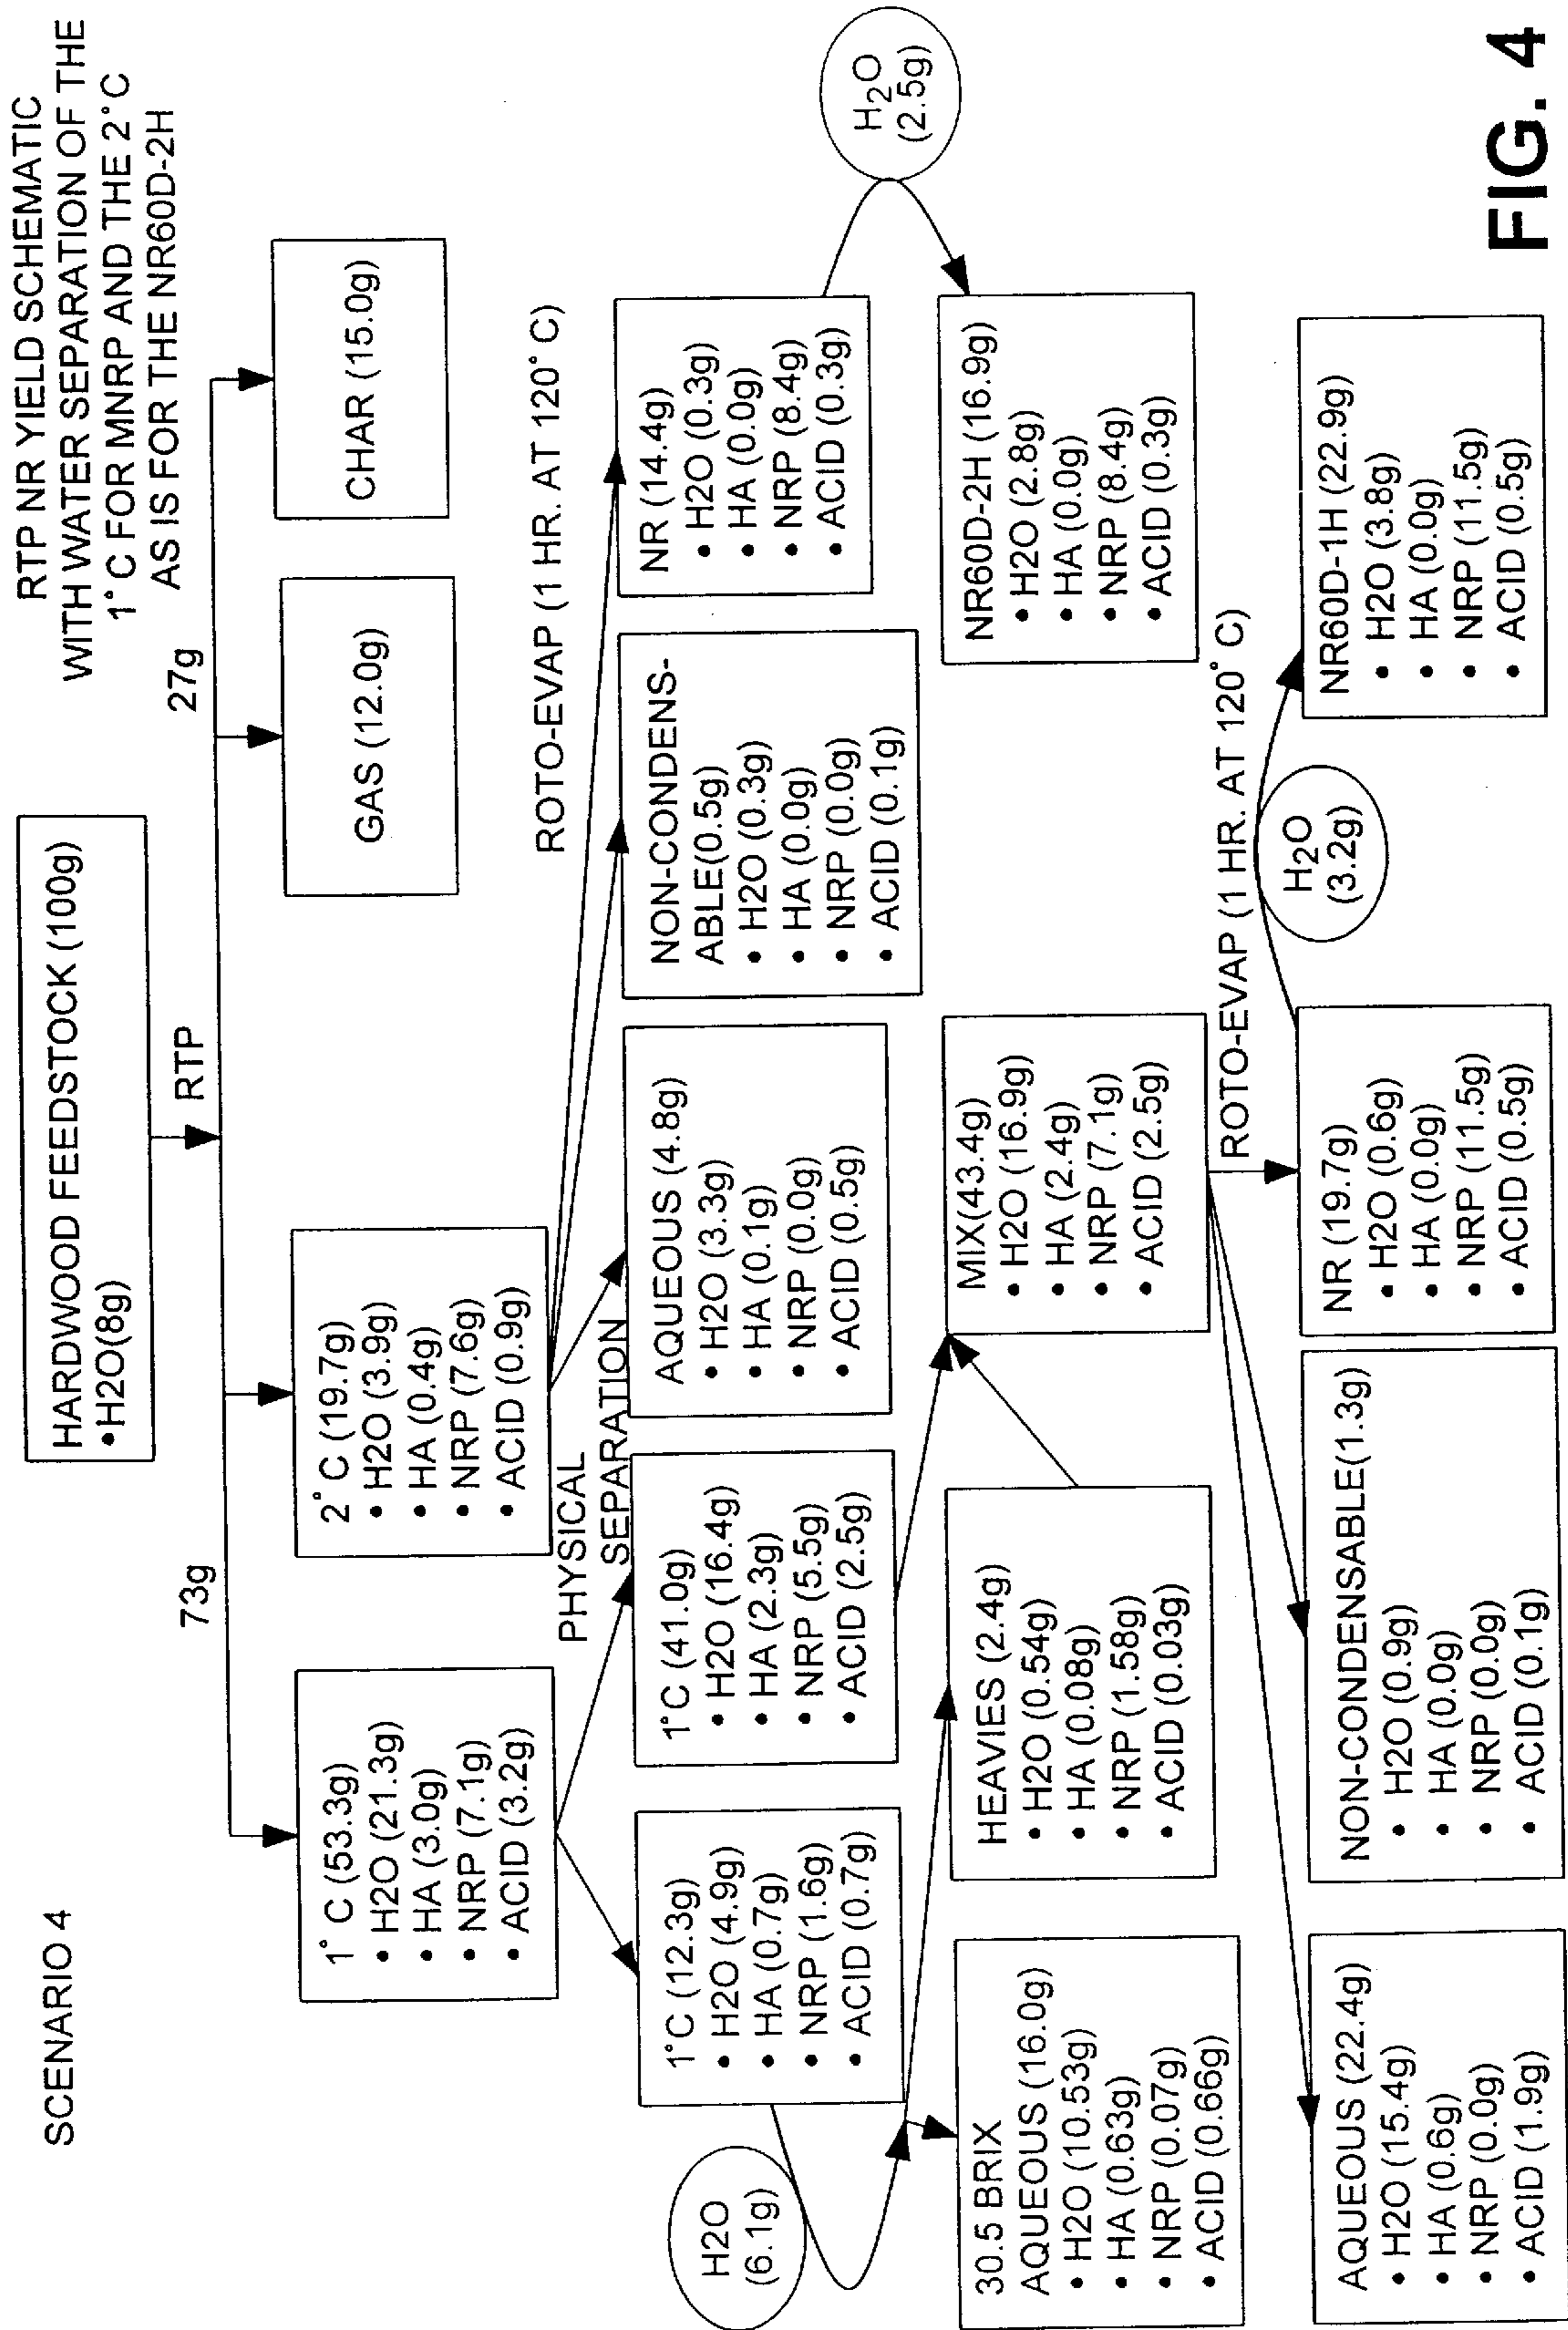 SCENARIO 4
RTP NR YIELD SCHEMATIC
WITH WATER SEPARATION OF THE
1° C FOR MNRP AND THE 2° C
AS IS FOR THE NR60D-2H
HARDWOOD FEEDSTOCK (100g)
•H2O(8g)
RTP
73g
27g
1° C (53.3g)
• H2O (21.3g)
• HA (3.0g)
• NRP (7.1g)
• ACID (3.2g)
2° C (19.7g)
• H2O (3.9g)
• HA (0.4g)
• NRP (7.6g)
• ACID (0.9g)
GAS (12.0g)
CHAR (15.0g)
PHYSICAL
SEPARATION
ROTO-EVAP (1 HR. AT 120° C)
1°C (12.3g)
• H2O (4.9g)
• HA (0.7g)
• NRP (1.6g)
• ACID (0.7g)
1°C (41.0g)
• H2O (16.4g)
• HA (2.3g)
• NRP (5.5g)
• ACID (2.5g)
AQUEOUS (4.8g)
• H2O (3.3g)
• HA (0.1g)
• NRP (0.0g)
• ACID (0.5g)
NON-CONDENS-
ABLE(0.5g)
• H2O (0.3g)
• HA (0.0g)
• NRP (0.0g)
• ACID (0.1g)
NR (14.4g)
• H2O (0.3g)
• HA (0.0g)
• NRP (8.4g)
• ACID (0.3g)
H2O
(6.1g)
H₂O
(2.5g)
30.5 BRIX
AQUEOUS (16.0g)
• H2O (10.53g)
• HA (0.63g)
• NRP (0.07g)
• ACID (0.66g)
HEAVIES (2.4g)
• H2O (0.54g)
• HA (0.08g)
• NRP (1.58g)
• ACID (0.03g)
MIX(43.4g)
• H2O (16.9g)
• HA (2.4g)
• NRP (7.1g)
• ACID (2.5g)
NR60D-2H (16.9g)
• H2O (2.8g)
• HA (0.0g)
• NRP (8.4g)
• ACID (0.3g)
ROTO-EVAP (1 HR. AT 120° C)
H₂O
(3.2g)
AQUEOUS (22.4g)
• H2O (15.4g)
• HA (0.6g)
• NRP (0.0g)
• ACID (1.9g)
NON-CONDENSABLE(1.3g)
• H2O (0.9g)
• HA (0.0g)
• NRP (0.0g)
• ACID (0.1g)
NR (19.7g)
• H2O (0.6g)
• HA (0.0g)
• NRP (11.5g)
• ACID (0.5g)
NR60D-1H (22.9g)
• H2O (3.8g)
• HA (0.0g)
• NRP (11.5g)
• ACID (0.5g)
FIG. 4